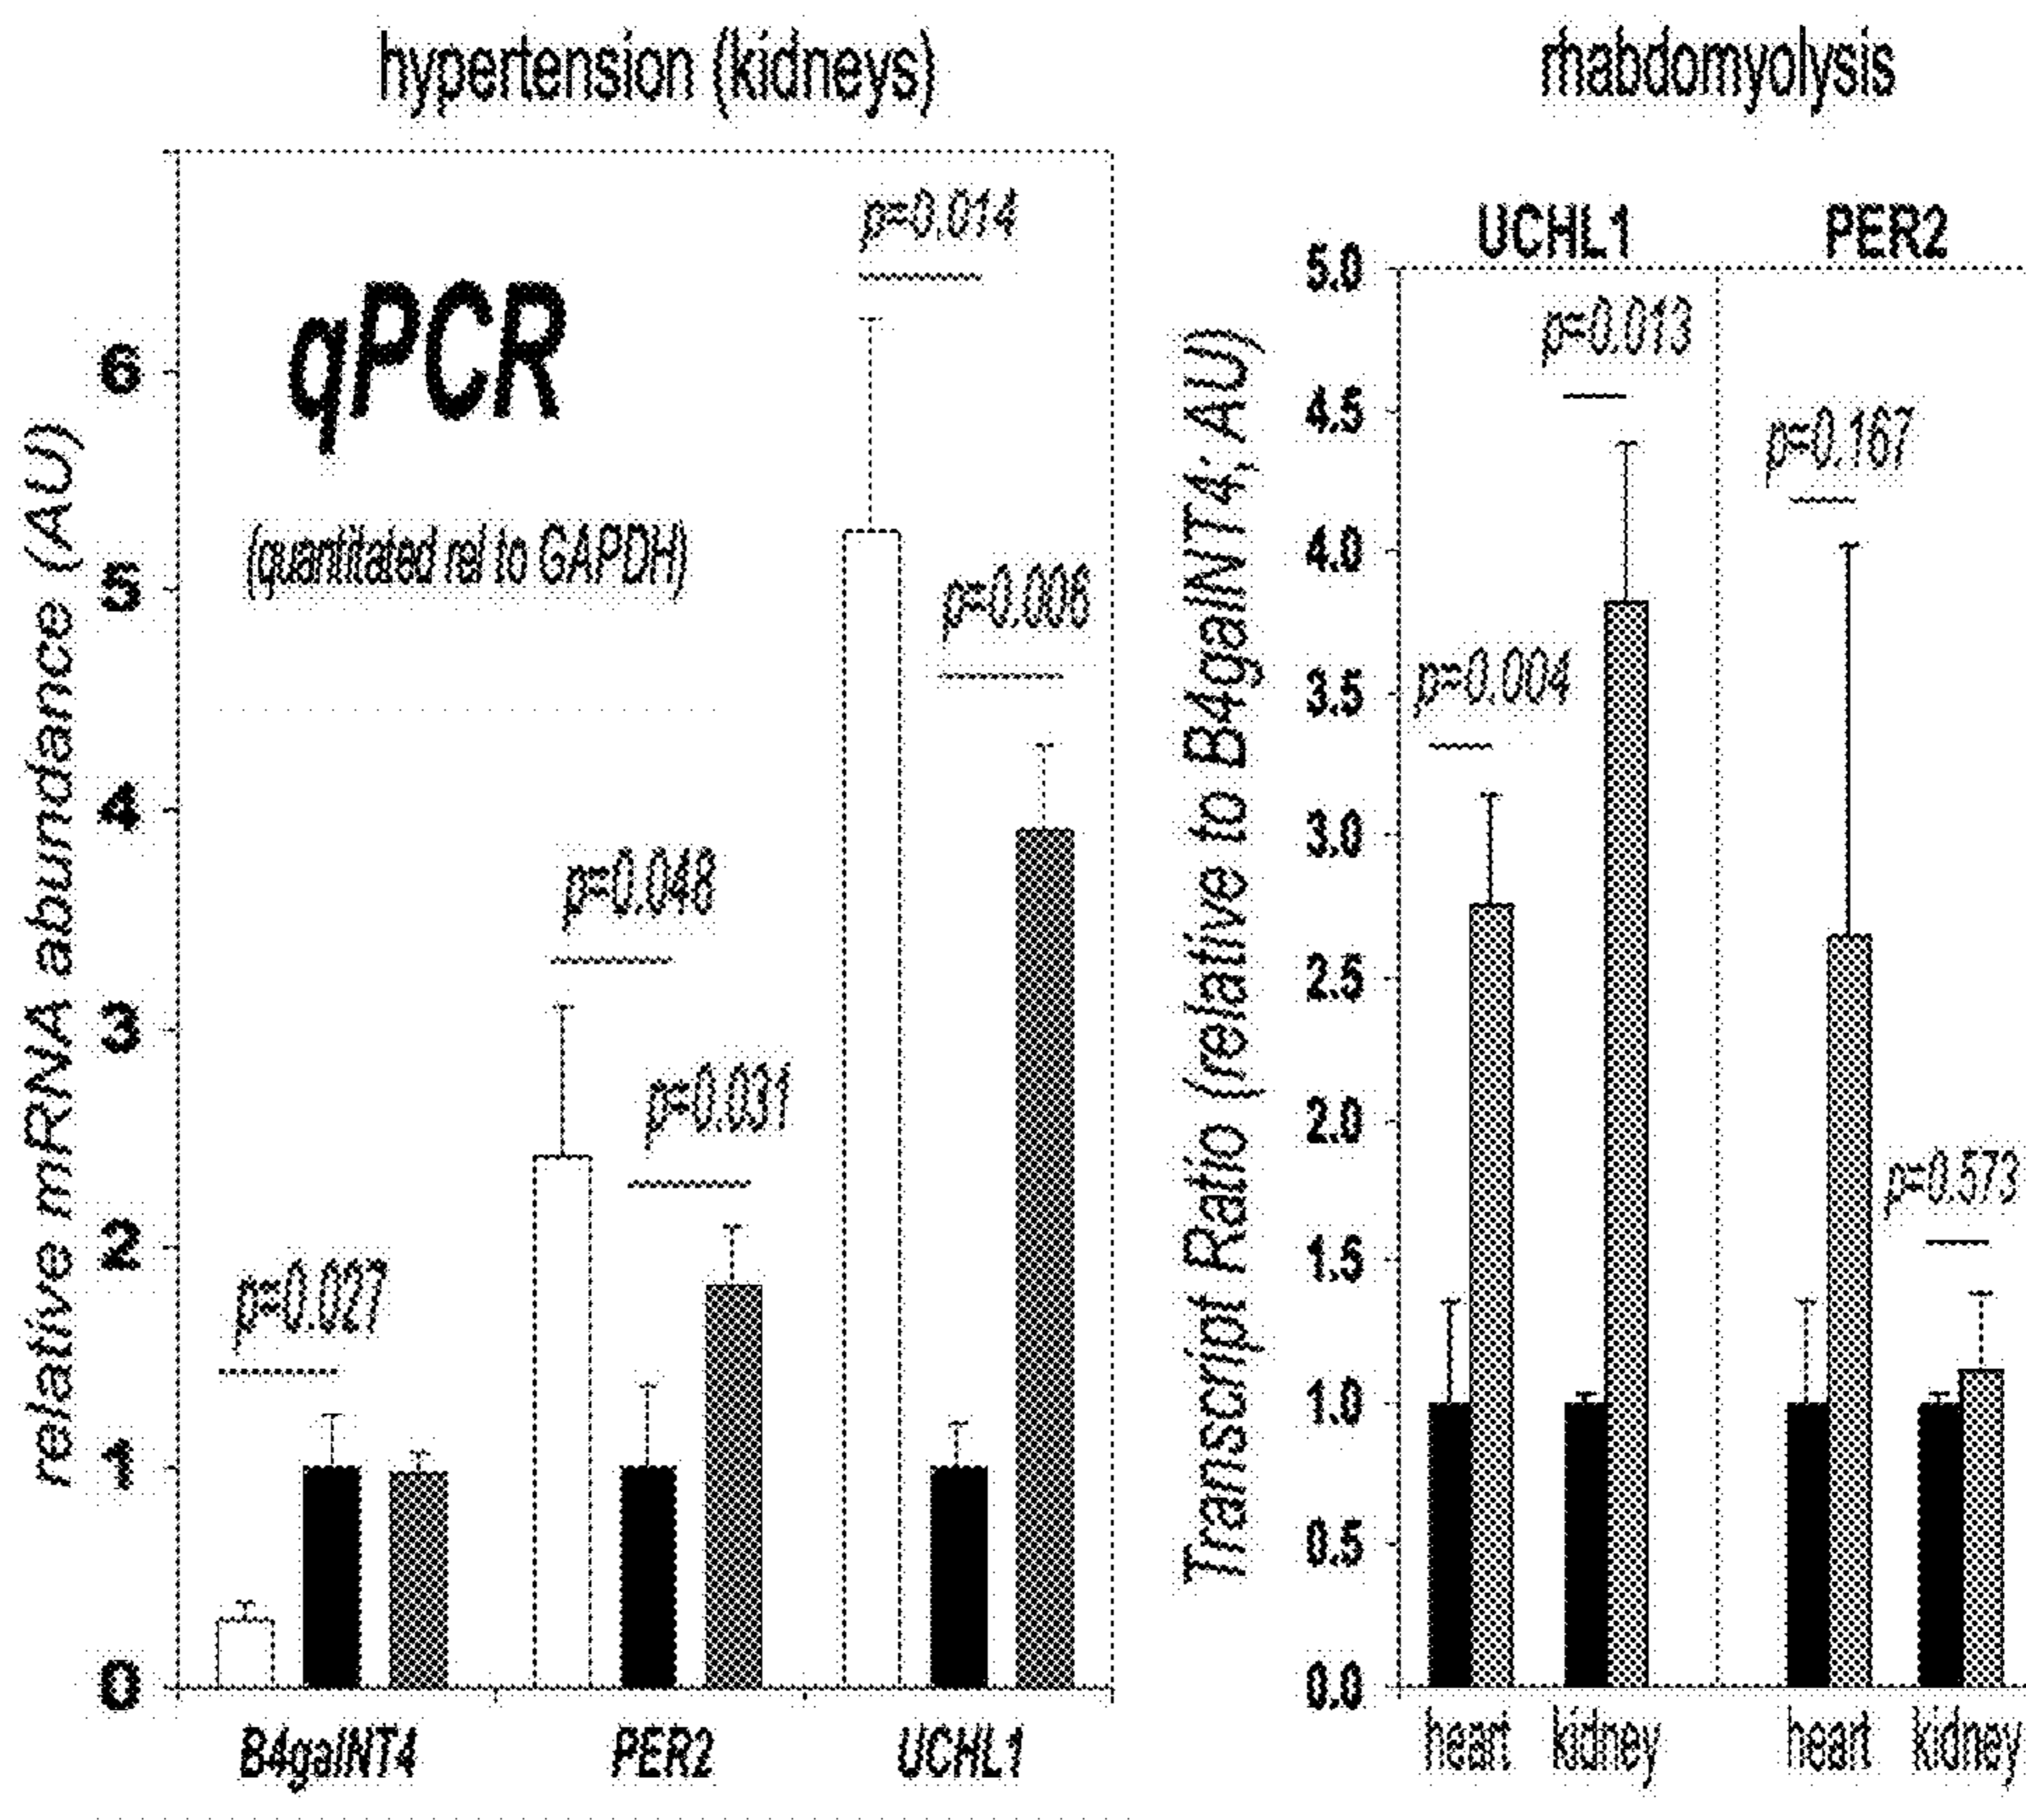 hypertension (kidneys)
relative mRNA abundance (AU)
6
5
4
3
2
1
0
qPCR
(quantitated rel to GAPDH)
p=0.027
p=0.048
p=0.031
p=0.014
p=0.006
B4galNT4
PER2
UCHL1
rhabdomyolysis
UCHL1
PER2
Transcript Ratio (relative to B4galNT4; AU)
5.0
4.5
4.0
3.5
3.0
2.5
2.0
1.5
1.0
0.5
0.0
p=0.004
p=0.013
p=0.167
p=0.573
heart
kidney
heart
kidney